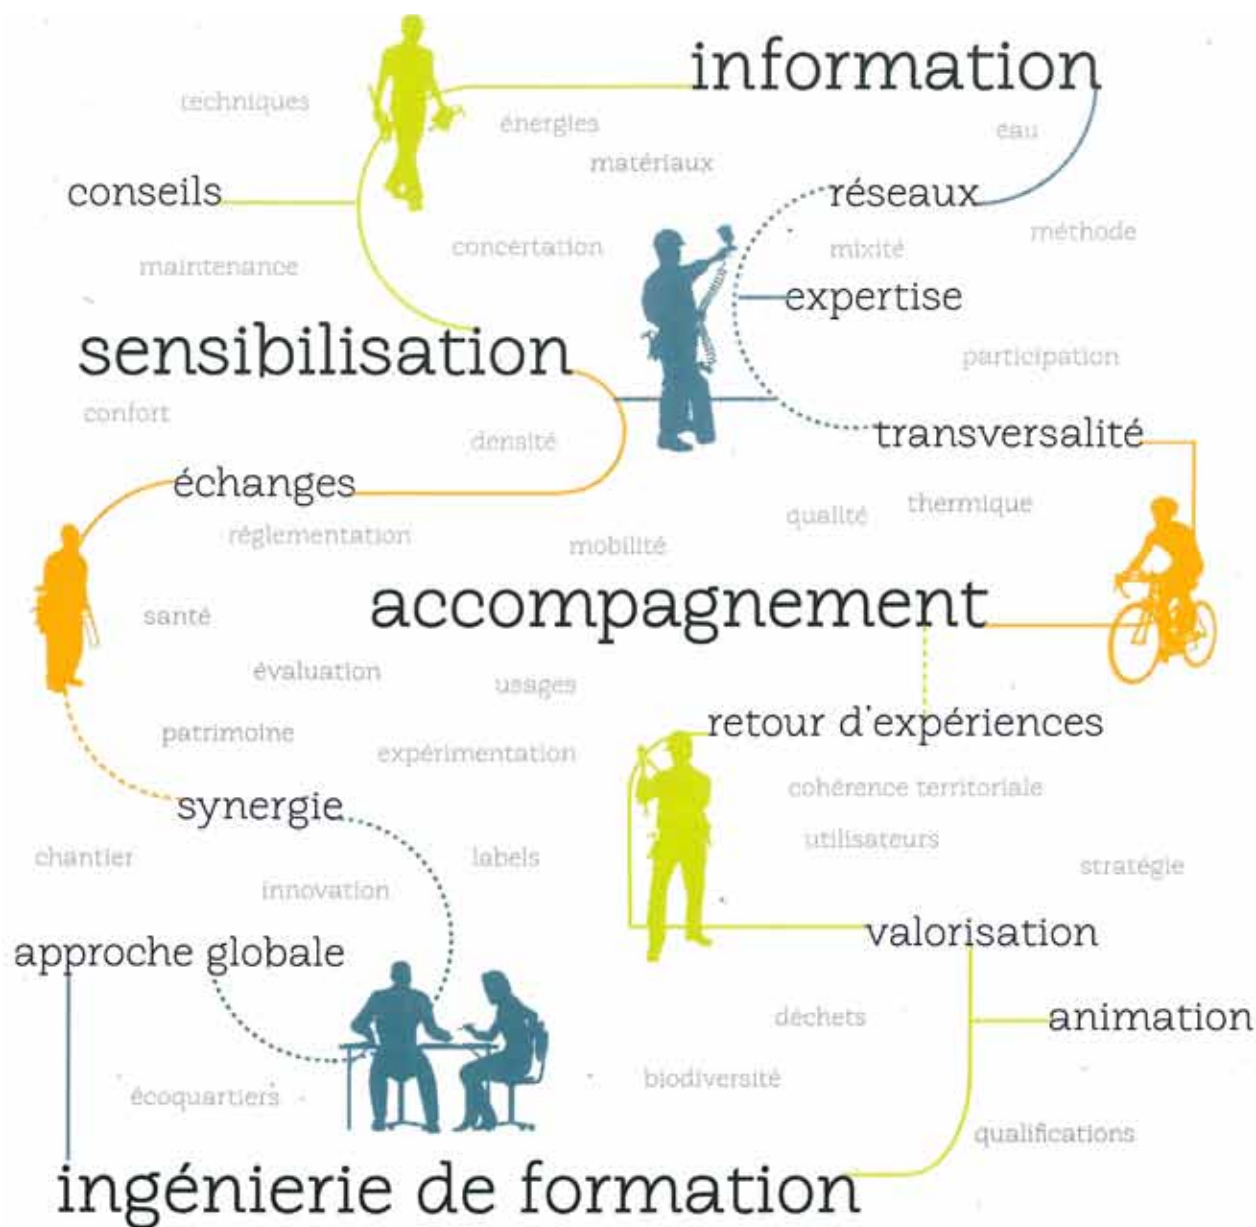 information
techniques
énergies
eau
matériaux
conseils
réseaux
méthode
concertation
mixité
maintenance
expertise
sensibilisation
participation
confort
transversalité
densité
échanges
thermique
qualité
réglementation
mobilité
accompagnement
santé
évaluation
usages
retour d'expériences
patrimoine
expérimentation
cohérence territoriale
synergie
utilisateurs
chantier
labels
stratégie
innovation
valorisation
approche globale
déchets
animation
biodiversité
écoquartiers
qualifications
ingénierie de formation